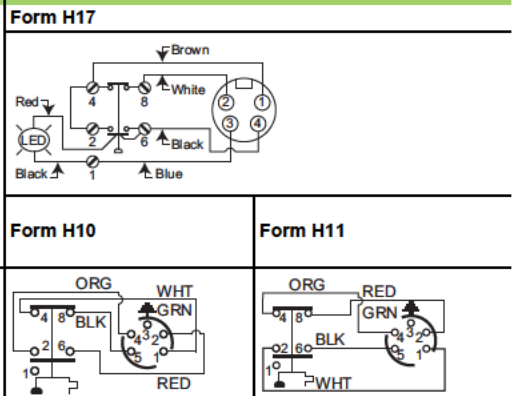 Form H17
Brown
White
Red
4 8
2 1
3 4
LED
2 6
Black
Black
1
Blue
Form H10
Form H11
ORG
WHT
GRN
4 8
BLK
3
4 2
2 6
5 1
1
RED
ORG
RED
GRN
4 8
3
4 2
BLK
2 6
5 1
1
WHT